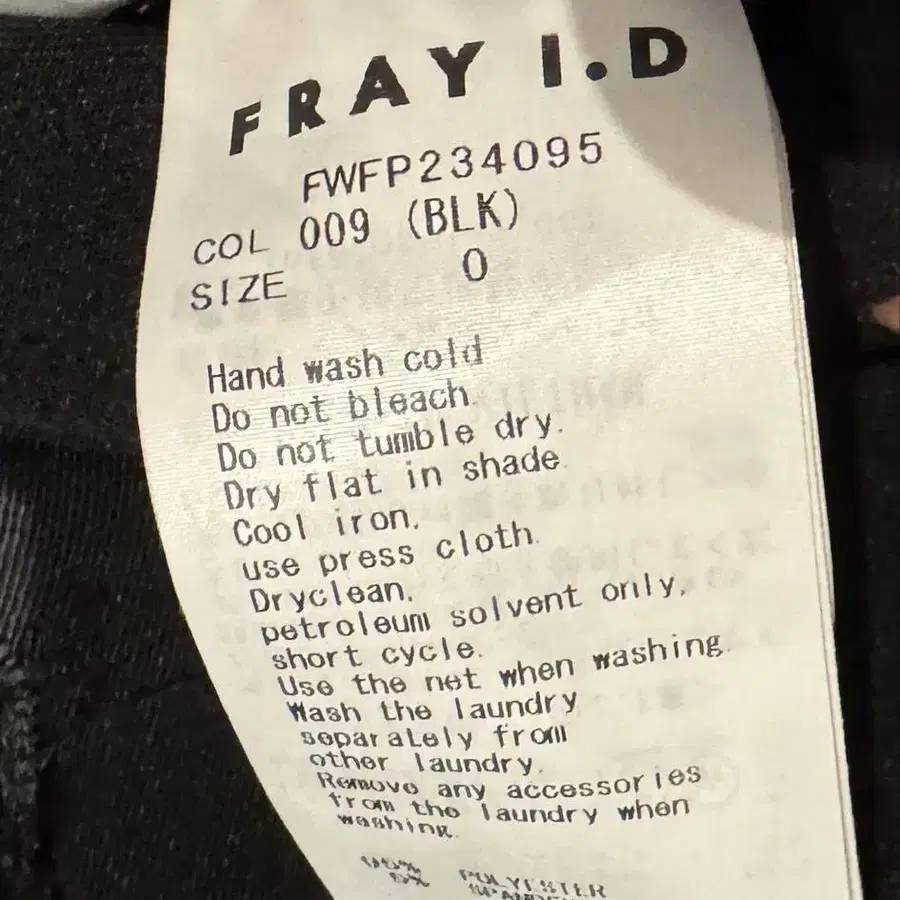 FRAY I.D
FWFP234095
COL 009 (BLK)
SIZE 0
Hand wash cold
Do not bleach.
Do not tumble dry.
Dry flat in shade.
Cool iron.
use press cloth.
Dryclean.
petroleum solvent only,
short cycle.
Use the net when washing.
Wash the laundry
separately from
other laundry.
Remove any accessories
from the laundry when
washing.
POLYESTER